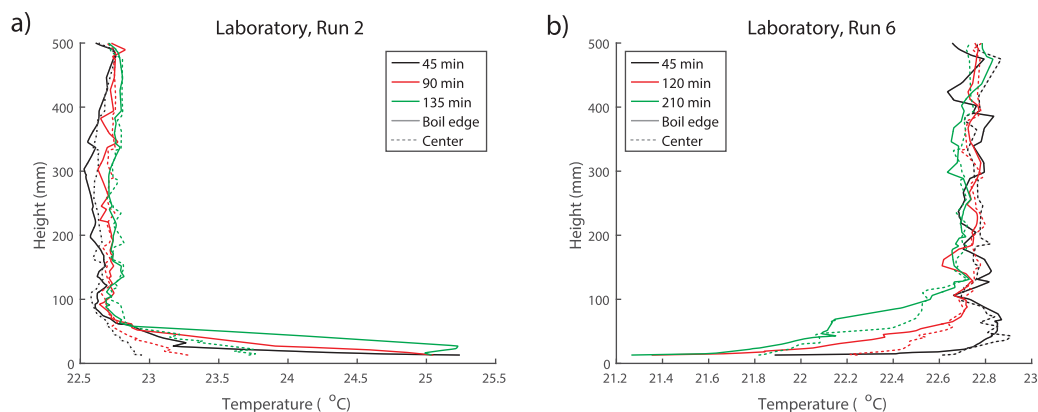 a)
Laboratory, Run 2
500
400
300
200
100
0
Height (mm)
22.5
23
23.5
24
24.5
25
25.5
Temperature ( °C)
45 min
90 min
135 min
Boil edge
Center
b)
Laboratory, Run 6
500
400
300
200
100
0
Height (mm)
21.2
21.4
21.6
21.8
22
22.2
22.4
22.6
22.8
23
Temperature ( °C)
45 min
120 min
210 min
Boil edge
Center